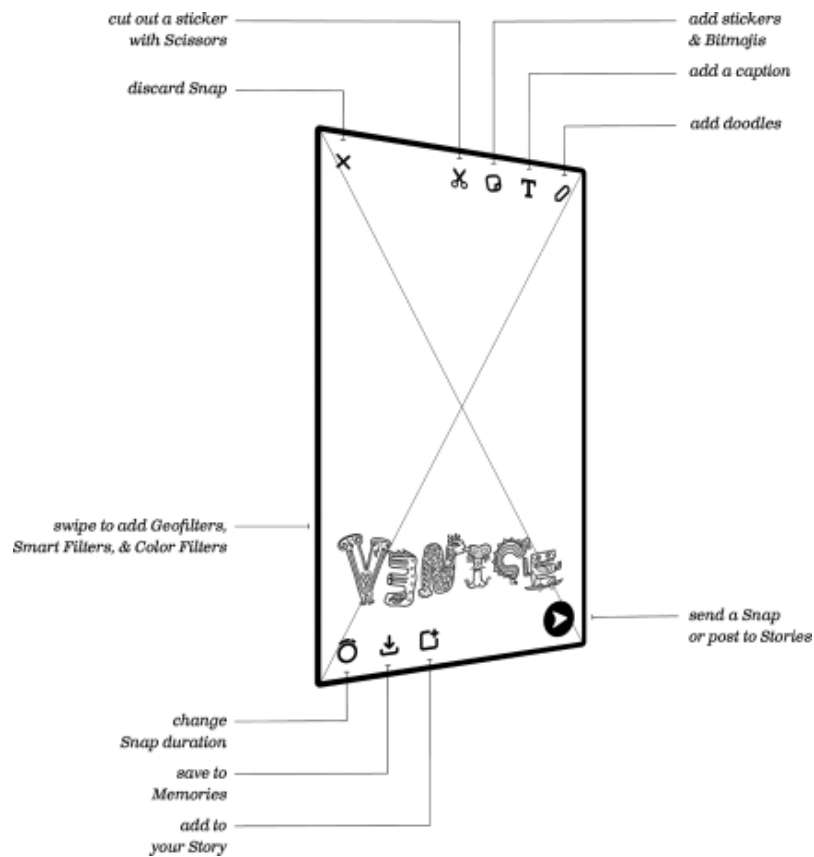 cut out a sticker
with Scissors
add stickers
& Bitmojis
add a caption
discard Snap
add doodles
T
swipe to add Geofilters,
Smart Filters, & Color Filters
VENICE
send a Snap
or post to Stories
change
Snap duration
save to
Memories
add to
your Story